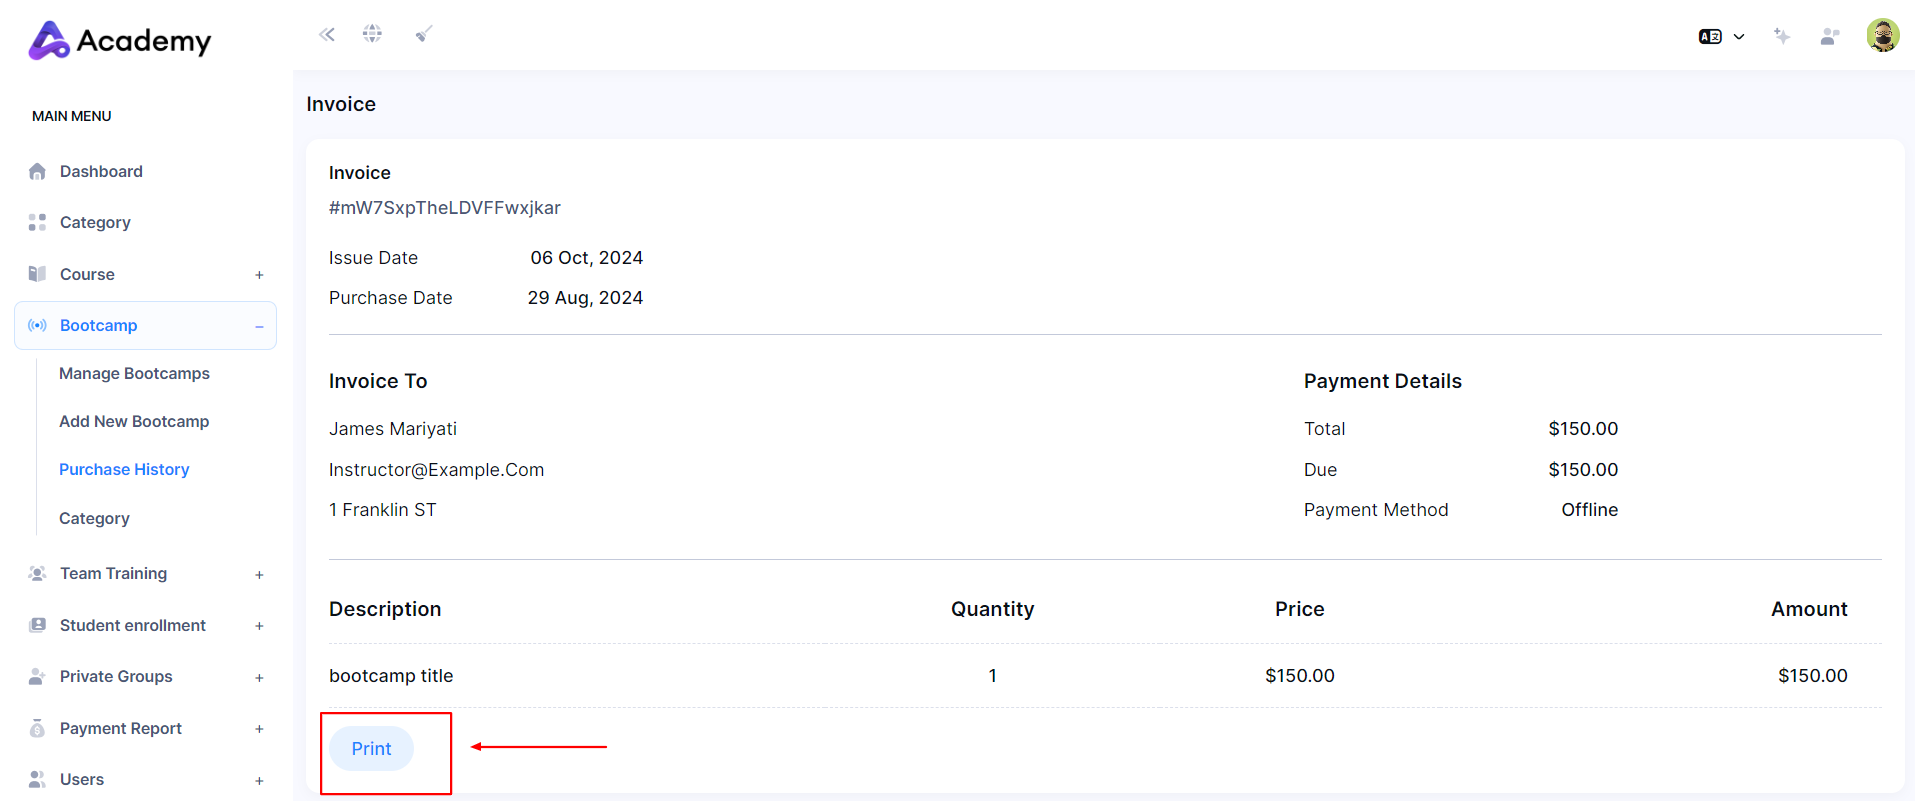 Academy
MAIN MENU
Dashboard
Category
Course +
Bootcamp –
Manage Bootcamps
Add New Bootcamp
Purchase History
Category
Team Training +
Student enrollment +
Private Groups +
Payment Report +
Users +
Invoice
Invoice
#mW7SxpTheLDVFFwxjkar
Issue Date 06 Oct, 2024
Purchase Date 29 Aug, 2024
Invoice To
James Mariyati
Instructor@Example.Com
1 Franklin ST
Payment Details
Total $150.00
Due $150.00
Payment Method Offline
Description Quantity Price Amount
bootcamp title 1 $150.00 $150.00
Print